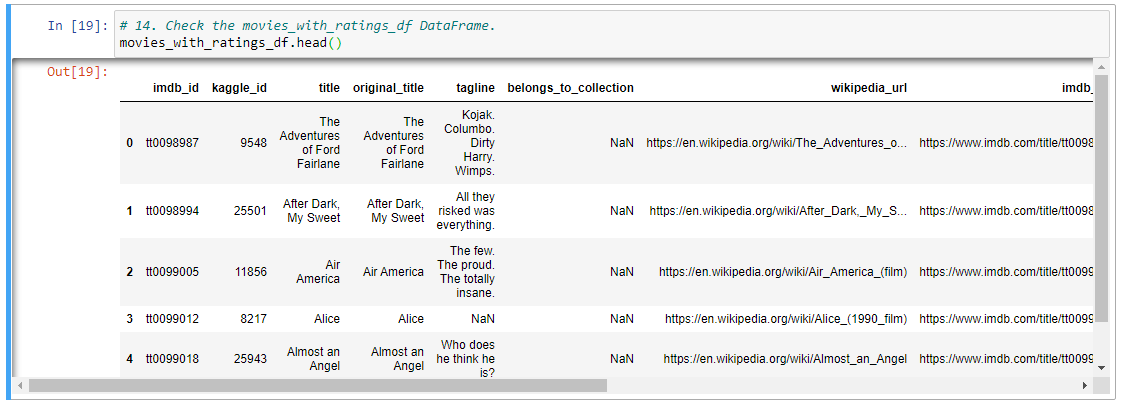 In [19]: # 14. Check the movies_with_ratings_df DataFrame.
movies_with_ratings_df.head()
Out[19]:
imdb_id kaggle_id title original_title tagline belongs_to_collection wikipedia_url imdb_
0 tt0098987 9548 The Adventures of Ford Fairlane The Adventures of Ford Fairlane Kojak. Columbo. Dirty Harry. Wimps. NaN https://en.wikipedia.org/wiki/The_Adventures_o... https://www.imdb.com/title/tt0098
1 tt0098994 25501 After Dark, My Sweet After Dark, My Sweet All they risked was everything. NaN https://en.wikipedia.org/wiki/After_Dark,_My_S... https://www.imdb.com/title/tt0098
2 tt0099005 11856 Air America Air America The few. The proud. The totally insane. NaN https://en.wikipedia.org/wiki/Air_America_(film) https://www.imdb.com/title/tt0099
3 tt0099012 8217 Alice Alice NaN NaN https://en.wikipedia.org/wiki/Alice_(1990_film) https://www.imdb.com/title/tt0099
4 tt0099018 25943 Almost an Angel Almost an Angel Who does he think he is? NaN https://en.wikipedia.org/wiki/Almost_an_Angel https://www.imdb.com/title/tt0099